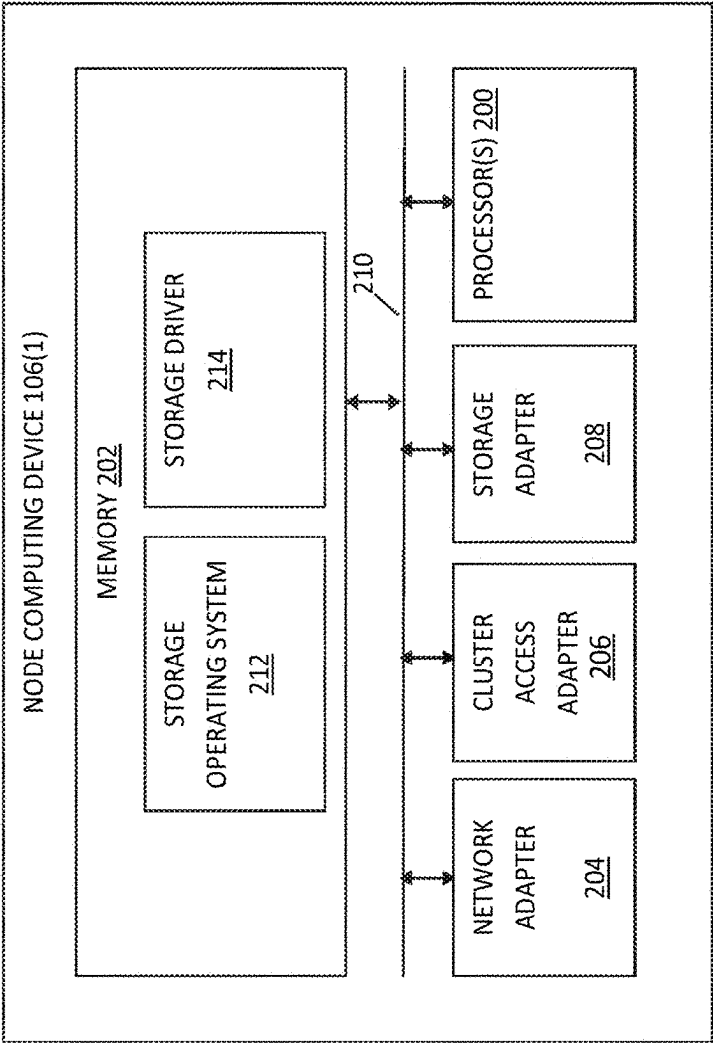 NODE COMPUTING DEVICE 106(1)
MEMORY 202
STORAGE
OPERATING SYSTEM
212
STORAGE DRIVER
214
210
NETWORK
ADAPTER
204
CLUSTER
ACCESS
ADAPTER
206
STORAGE
ADAPTER
208
PROCESSOR(S) 200